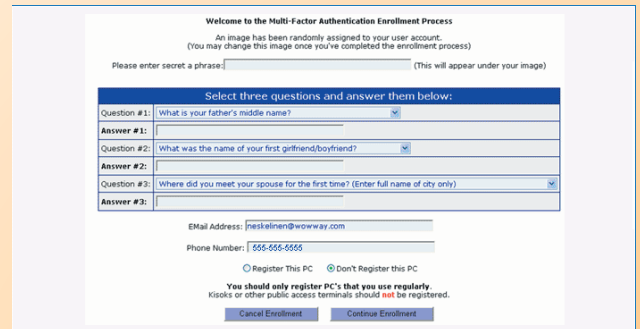 Welcome to the Multi-Factor Authentication Enrollment Process
An image has been randomly assigned to your user account.
(You may change this image once you've completed the enrollment process)
Please enter secret a phrase: (This will appear under your image)
Select three questions and answer them below:
Question #1: What is your father's middle name?
Answer #1:
Question #2: What was the name of your first girlfriend/boyfriend?
Answer #2:
Question #3: Where did you meet your spouse for the first time? (Enter full name of city only)
Answer #3:
EMail Address: neskelinen@wowway.com
Phone Number: 555-555-5555
Register This PC Don't Register this PC
You should only register PC's that you use regularly.
Kisoks or other public access terminals should not be registered.
Cancel Enrollment Continue Enrollment